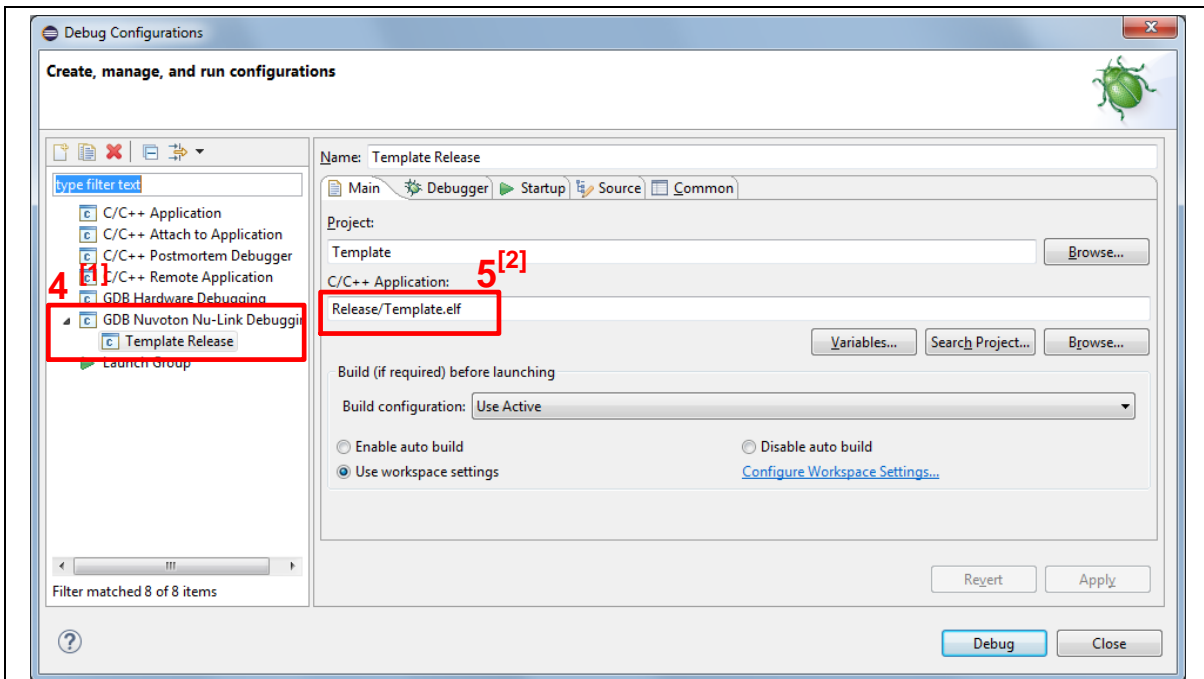 Debug Configurations
Create, manage, and run configurations
type filter text
C/C++ Application
C/C++ Attach to Application
C/C++ Postmortem Debugger
4 [1]
C/C++ Remote Application
GDB Hardware Debugging
GDB Nuvoton Nu-Link Debuggin
Template Release
Launch Group
Filter matched 8 of 8 items
Name: Template Release
Main Debugger Startup Source Common
Project:
Template Browse...
5 [2]
C/C++ Application:
Release/Template.elf
Variables... Search Project... Browse...
Build (if required) before launching
Build configuration: Use Active
Enable auto build Disable auto build
Use workspace settings Configure Workspace Settings...
Revert Apply
Debug Close